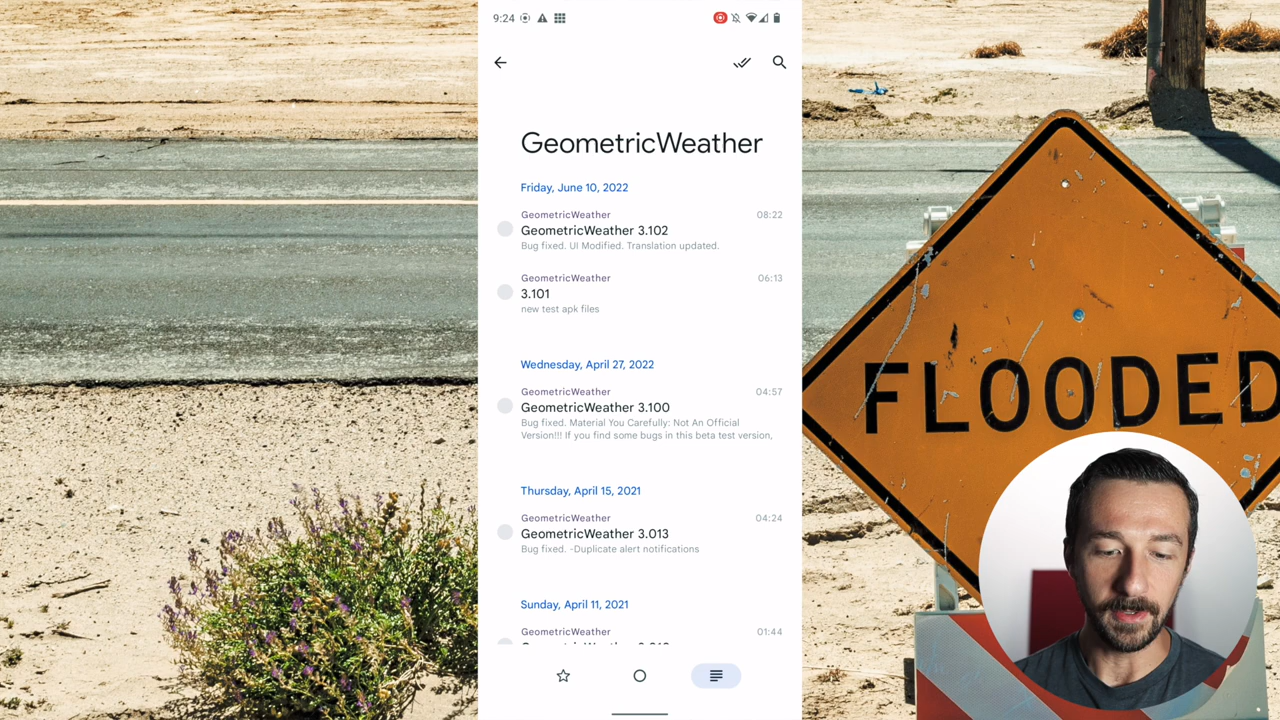 9:24
GeometricWeather
Friday, June 10, 2022
GeometricWeather 08:22
GeometricWeather 3.102
Bug fixed. UI Modified. Translation updated.
GeometricWeather 06:13
3.101
new test apk files
Wednesday, April 27, 2022
GeometricWeather 04:57
GeometricWeather 3.100
Bug fixed. Material You Carefully: Not An Official
Version!!! If you find some bugs in this beta test version,
Thursday, April 15, 2021
GeometricWeather 04:24
GeometricWeather 3.013
Bug fixed. -Duplicate alert notifications
Sunday, April 11, 2021
GeometricWeather 01:44
FLOODED